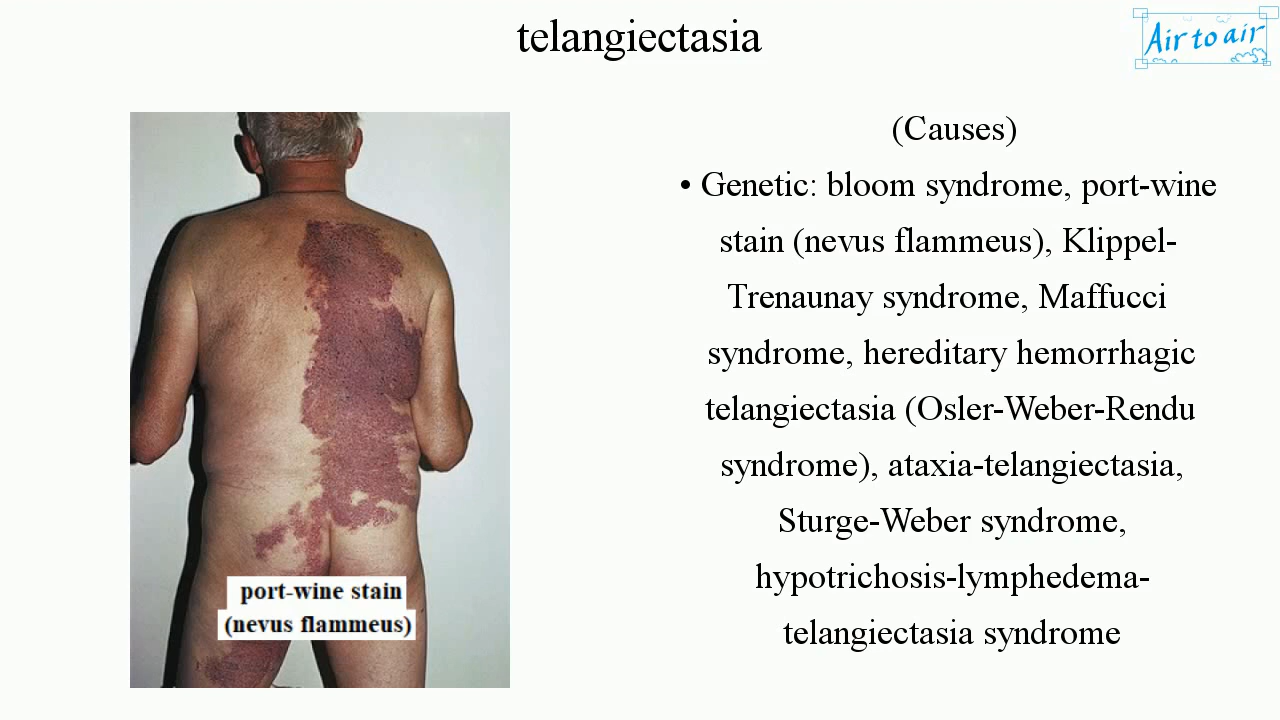 telangiectasia
Air to air
(Causes)
• Genetic: bloom syndrome, port-wine
stain (nevus flammeus), Klippel-
Trenaunay syndrome, Maffucci
syndrome, hereditary hemorrhagic
telangiectasia (Osler-Weber-Rendu
syndrome), ataxia-telangiectasia,
Sturge-Weber syndrome,
hypotrichosis-lymphedema-
telangiectasia syndrome
port-wine stain
(nevus flammeus)